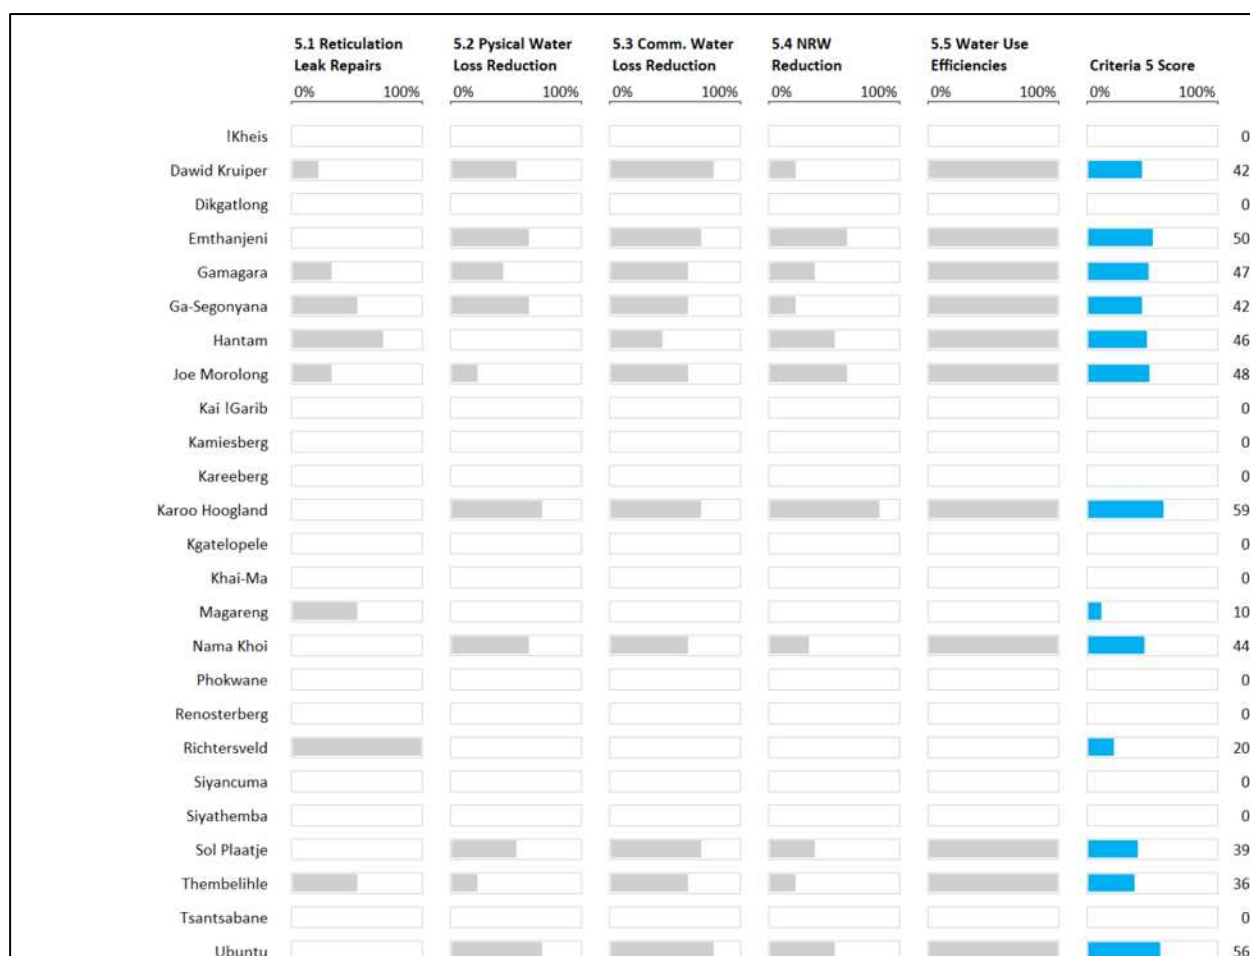 5.1 Reticulation Leak Repairs
5.2 Pysical Water Loss Reduction
5.3 Comm. Water Loss Reduction
5.4 NRW Reduction
5.5 Water Use Efficiencies
Criteria 5 Score
0% 100% 0% 100% 0% 100% 0% 100% 0% 100% 0% 100%
!Kheis 0
Dawid Kruiper 42
Dikgatlong 0
Emthanjeni 50
Gamagara 47
Ga-Segonyana 42
Hantam 46
Joe Morolong 48
Kai !Garib 0
Kamiesberg 0
Kareeberg 0
Karoo Hoogland 59
Kgatelopele 0
Khai-Ma 0
Magareng 10
Nama Khoi 44
Phokwane 0
Renosterberg 0
Richtersveld 20
Siyancuma 0
Siyathemba 0
Sol Plaatje 39
Thembelihle 36
Tsantsabane 0
Ubuntu 56